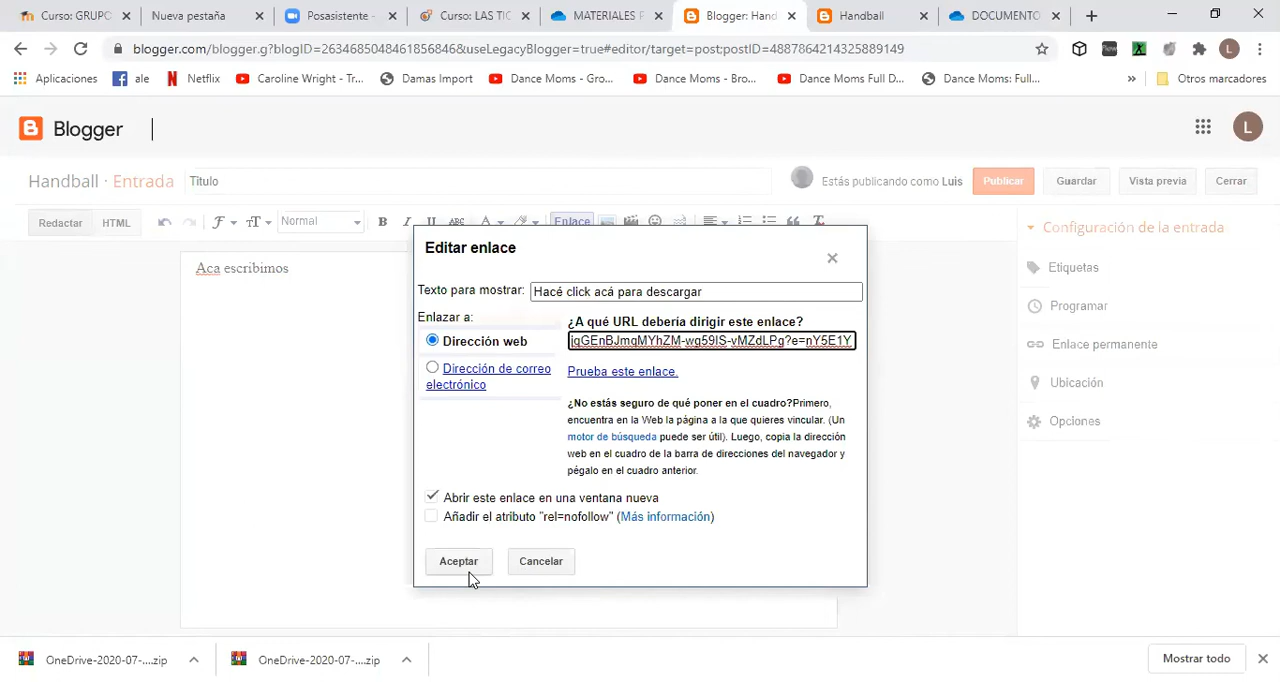 Curso: GRUPO
Nueva pestaña
Posasistente -
Curso: LAS TIC
MATERIALES P
Blogger: Hand
Handball
DOCUMENTO
blogger.com/blogger.g?blogID=2634685048461856846&useLegacyBlogger=true#editor/target=post;postID=4887864214325889149
L
Aplicaciones
ale
Netflix
Caroline Wright - Tr...
Damas Import
Dance Moms - Gro...
Dance Moms - Bro...
Dance Moms Full D...
Dance Moms: Full...
»
Otros marcadores
Blogger
L
Handball · Entrada
Título
Estás publicando como Luis
Publicar
Guardar
Vista previa
Cerrar
Redactar
HTML
Normal
Enlace
Configuración de la entrada
Etiquetas
Programar
Enlace permanente
Ubicación
Opciones
Aca escribimos
Editar enlace
Texto para mostrar: Hacé click acá para descargar
Enlazar a:
Dirección web
Dirección de correo
electrónico
¿A qué URL debería dirigir este enlace?
Prueba este enlace.
¿No estás seguro de qué poner en el cuadro?Primero,
encuentra en la Web la página a la que quieres vincular. (Un
motor de búsqueda puede ser útil). Luego, copia la dirección
web en el cuadro de la barra de direcciones del navegador y
pégalo en el cuadro anterior.
Abrir este enlace en una ventana nueva
Añadir el atributo "rel=nofollow" (Más información)
Aceptar
Cancelar
OneDrive-2020-07-....zip
OneDrive-2020-07-....zip
Mostrar todo